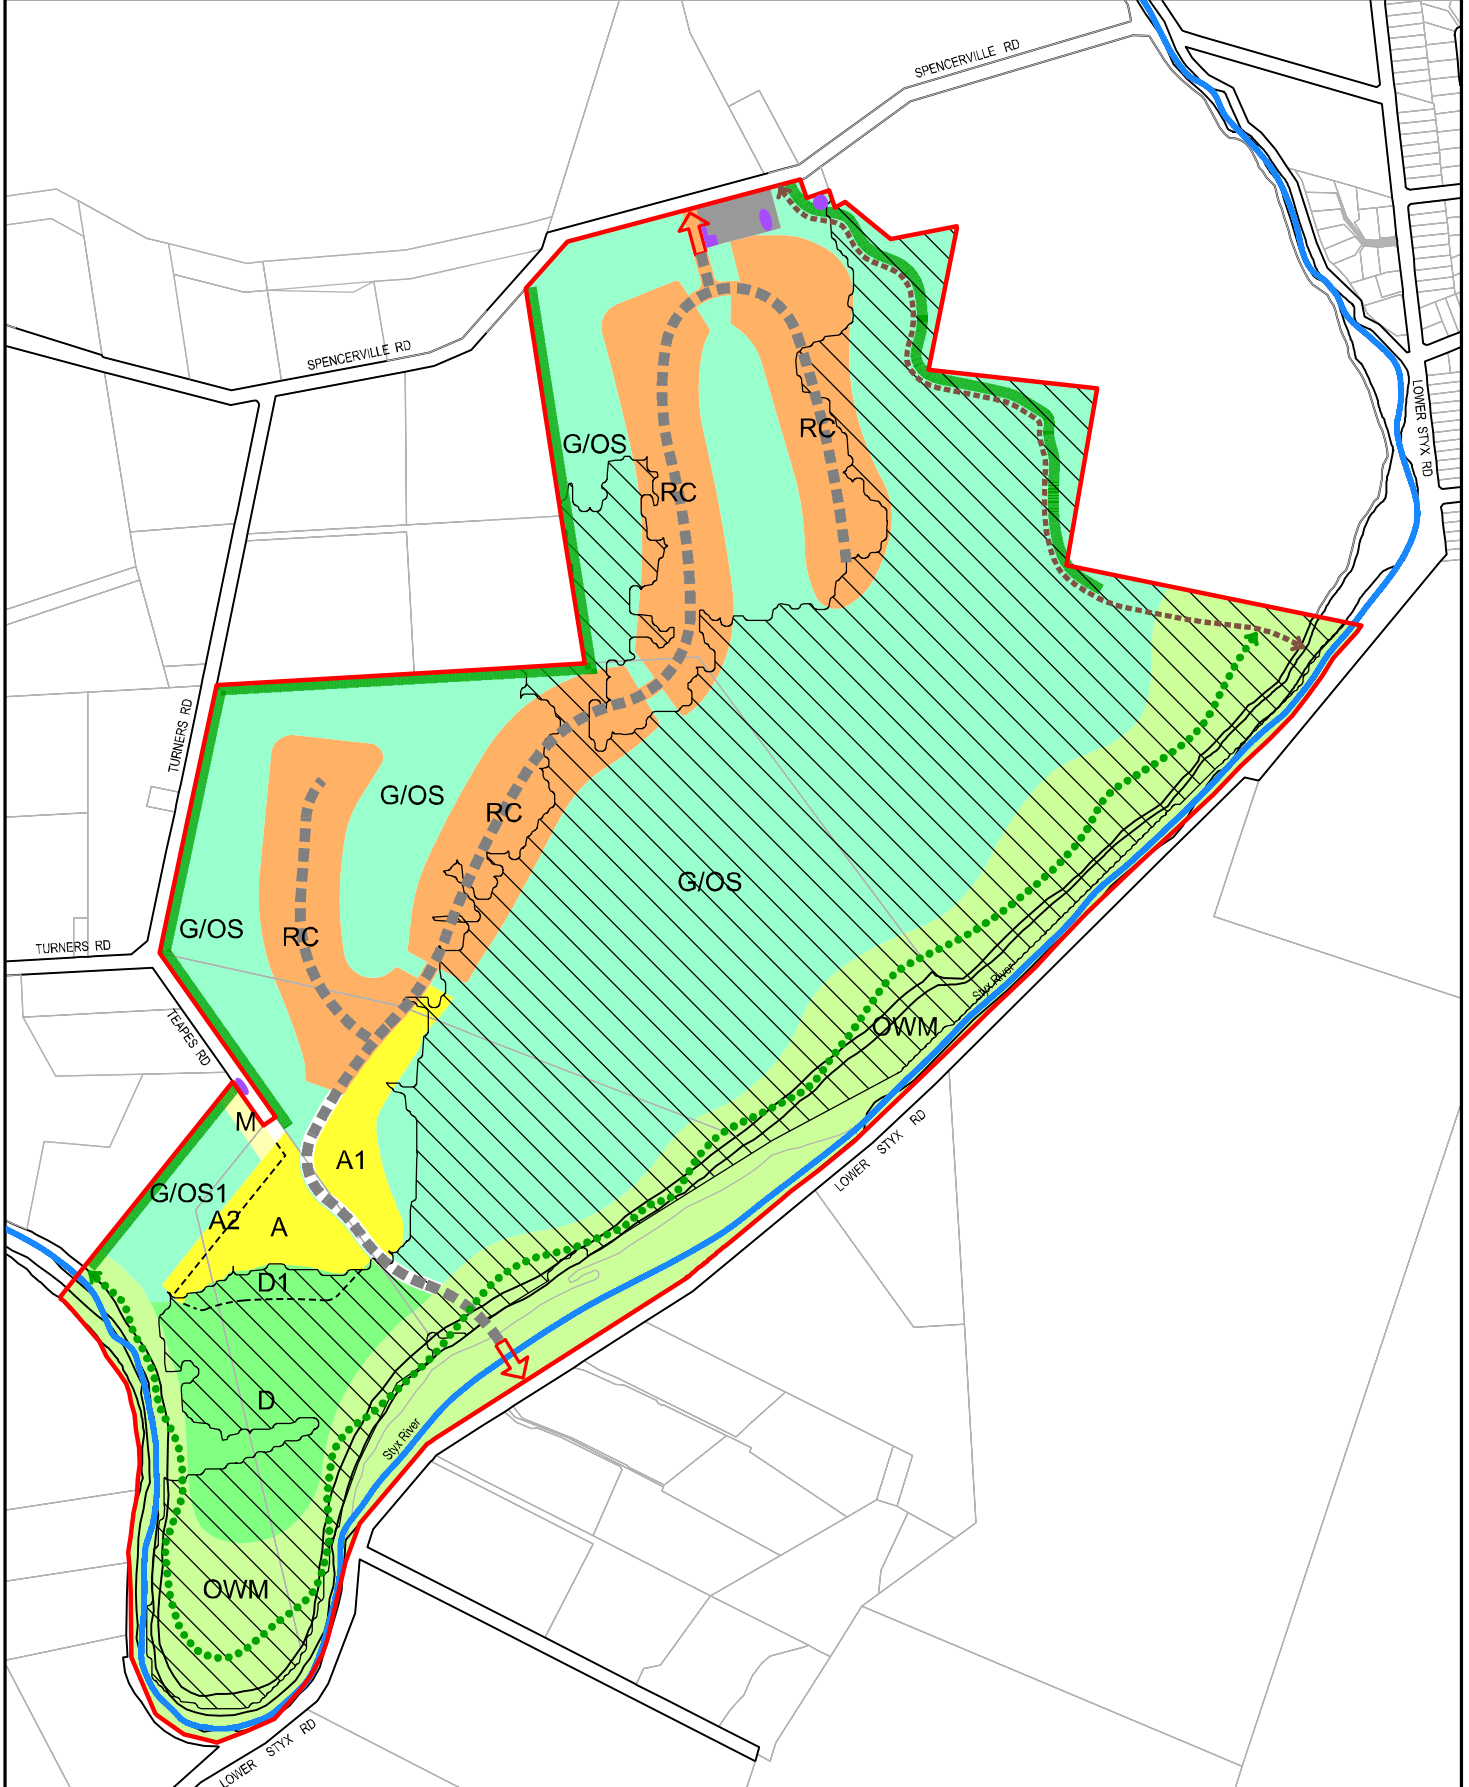 SPENCERVILLE RD
SPENCERVILLE RD
LOWER STYX RD
RC
G/OS
RC
TURNERS RD
G/OS
RC
G/OS
G/OS
RC
TURNERS RD
Styx River
TEAPES RD
OWM
M
LOWER STYX RD
A1
G/OS1
A2
A
D1
D
Styx River
OWM
LOWER STYX RD